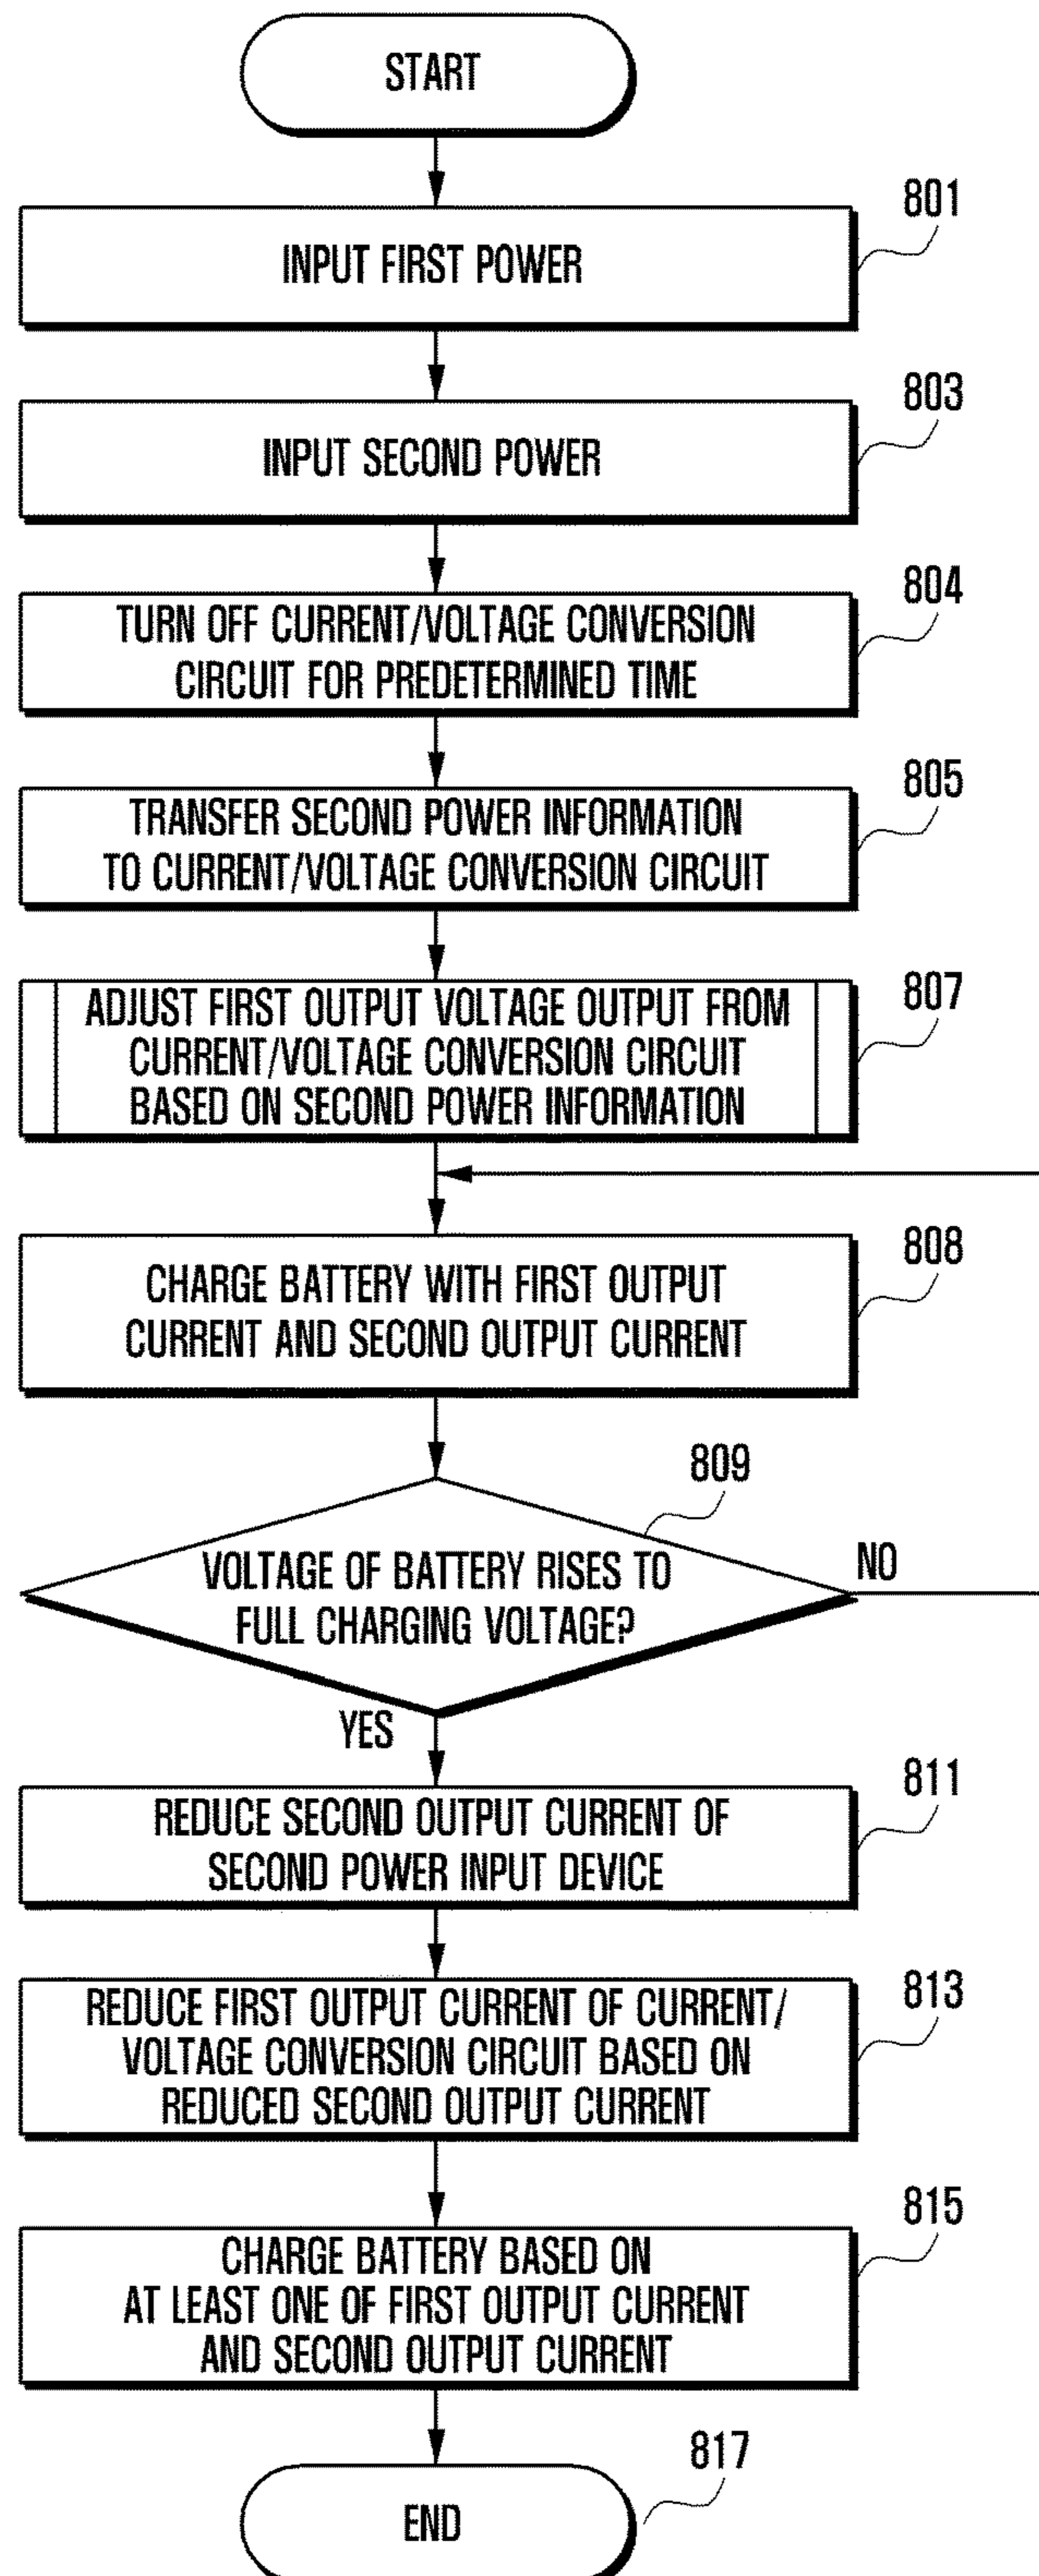 START
801
INPUT FIRST POWER
803
INPUT SECOND POWER
804
TURN OFF CURRENT/VOLTAGE CONVERSION
CIRCUIT FOR PREDETERMINED TIME
805
TRANSFER SECOND POWER INFORMATION
TO CURRENT/VOLTAGE CONVERSION CIRCUIT
807
ADJUST FIRST OUTPUT VOLTAGE OUTPUT FROM
CURRENT/VOLTAGE CONVERSION CIRCUIT
BASED ON SECOND POWER INFORMATION
808
CHARGE BATTERY WITH FIRST OUTPUT
CURRENT AND SECOND OUTPUT CURRENT
809
VOLTAGE OF BATTERY RISES TO
FULL CHARGING VOLTAGE?
NO
YES
811
REDUCE SECOND OUTPUT CURRENT OF
SECOND POWER INPUT DEVICE
813
REDUCE FIRST OUTPUT CURRENT OF CURRENT/
VOLTAGE CONVERSION CIRCUIT BASED ON
REDUCED SECOND OUTPUT CURRENT
815
CHARGE BATTERY BASED ON
AT LEAST ONE OF FIRST OUTPUT CURRENT
AND SECOND OUTPUT CURRENT
817
END